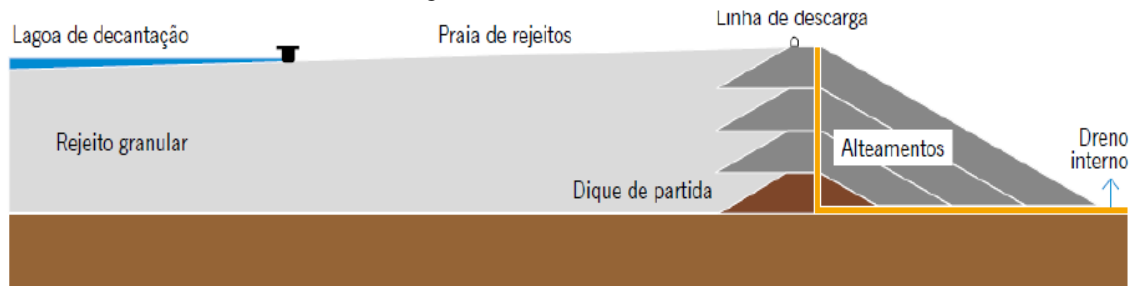 Linha de descarga
Lagoa de decantação
Praia de rejeitos
Rejeito granular
Alteamentos
Dreno
interno
Dique de partida